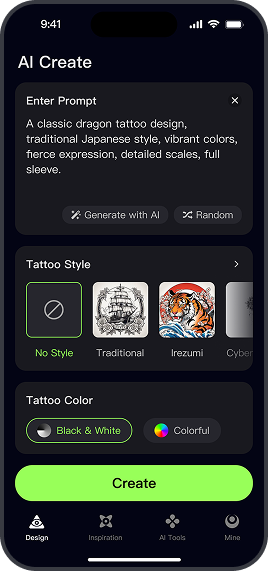 9:41
AI Create
Enter Prompt
A classic dragon tattoo design,
traditional Japanese style, vibrant colors,
fierce expression, detailed scales, full
sleeve.
Generate with AI
Random
Tattoo Style
No Style
Traditional
Irezumi
Cyber
Tattoo Color
Black & White
Colorful
Create
Design
Inspiration
AI Tools
Mine